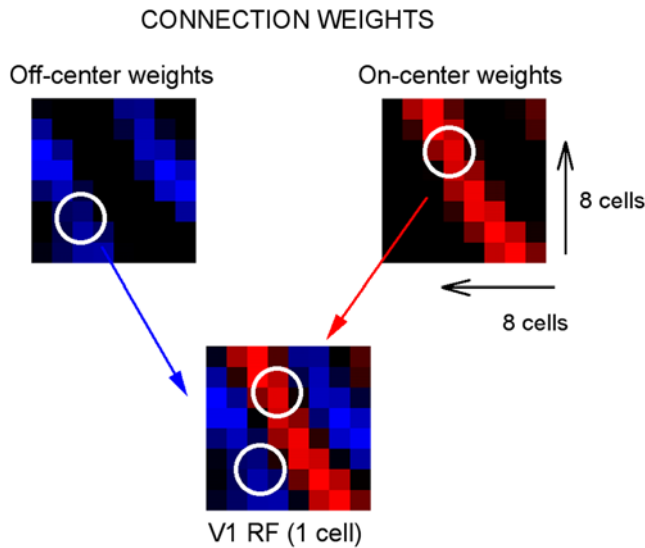 CONNECTION WEIGHTS
Off-center weights
On-center weights
8 cells
8 cells
V1 RF (1 cell)